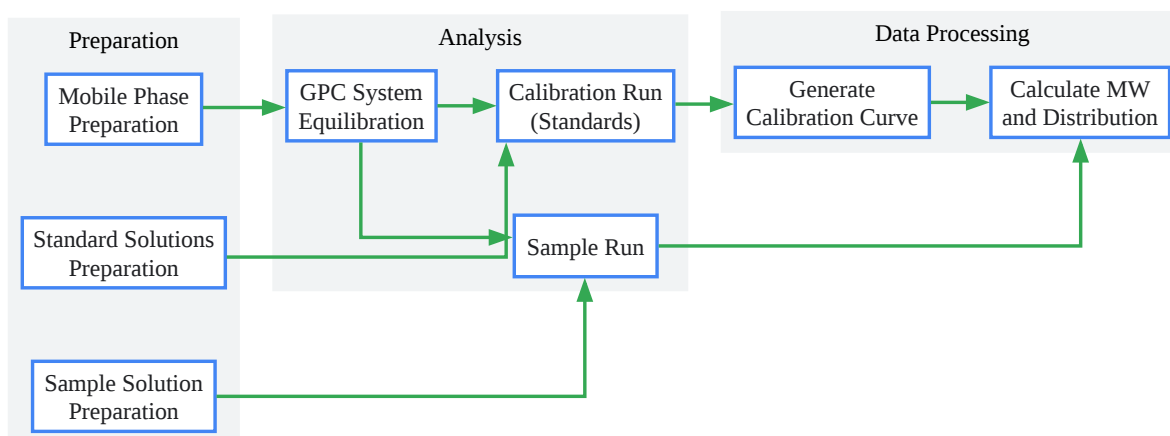 Preparation
Mobile Phase
Preparation
Standard Solutions
Preparation
Sample Solution
Preparation
Analysis
GPC System
Equilibration
Calibration Run
(Standards)
Sample Run
Data Processing
Generate
Calibration Curve
Calculate MW
and Distribution